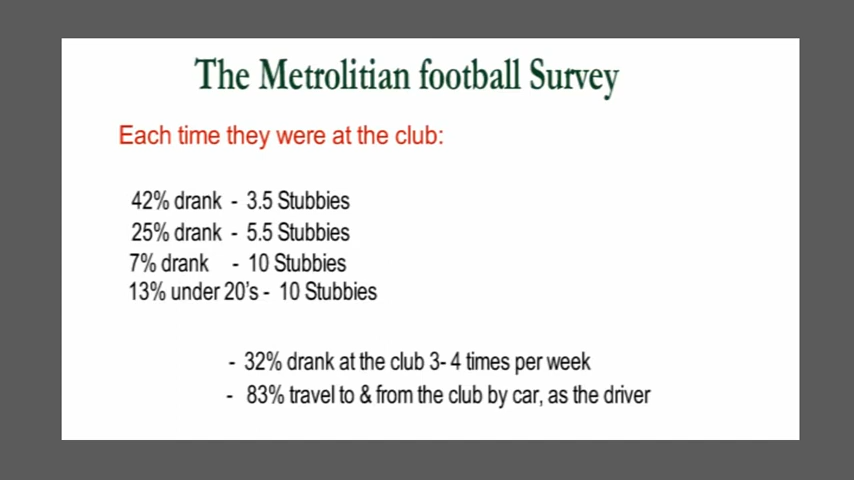 The Metrolitian football Survey
Each time they were at the club:
42% drank - 3.5 Stubbies
25% drank - 5.5 Stubbies
7% drank - 10 Stubbies
13% under 20's - 10 Stubbies
- 32% drank at the club 3- 4 times per week
- 83% travel to & from the club by car, as the driver